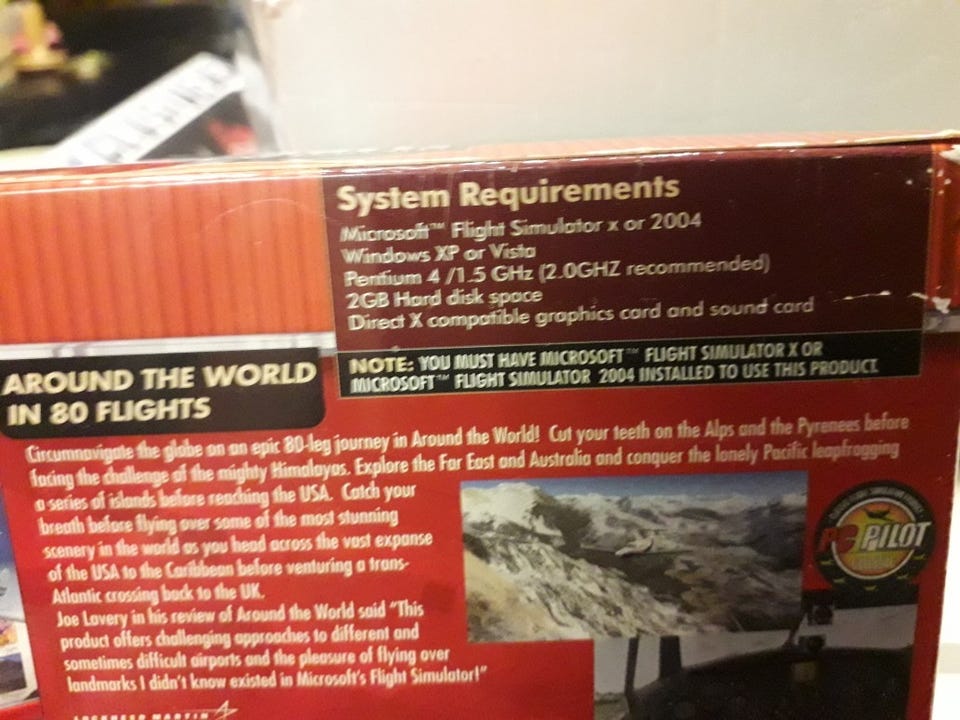 System Requirements
Microsoft™ Flight Simulator x or 2004
Windows XP or Vista
Pentium 4 /1.5 GHz (2.0GHZ recommended)
2GB Hard disk space
Direct X compatible graphics card and sound card
NOTE: YOU MUST HAVE MICROSOFT™ FLIGHT SIMULATOR X OR
MICROSOFT™ FLIGHT SIMULATOR 2004 INSTALLED TO USE THIS PRODUCT.
AROUND THE WORLD
IN 80 FLIGHTS
Circumnavigate the globe on an epic 80-leg journey in Around the World! Cut your teeth on the Alps and the Pyrenees before
facing the challenge of the mighty Himalayas. Explore the Far East and Australia and conquer the lonely Pacific leapfrogging
a series of islands before reaching the USA. Catch your
breath before flying over some of the most stunning
scenery in the world as you head across the vast expanse
of the USA to the Caribbean before venturing a trans-
Atlantic crossing back to the UK.
Joe Lavery in his review of Around the World said "This
product offers challenging approaches to different and
sometimes difficult airports and the pleasure of flying over
landmarks I didn't know existed in Microsoft's Flight Simulator!"
PC PILOT
LOCKHEED MARTIN